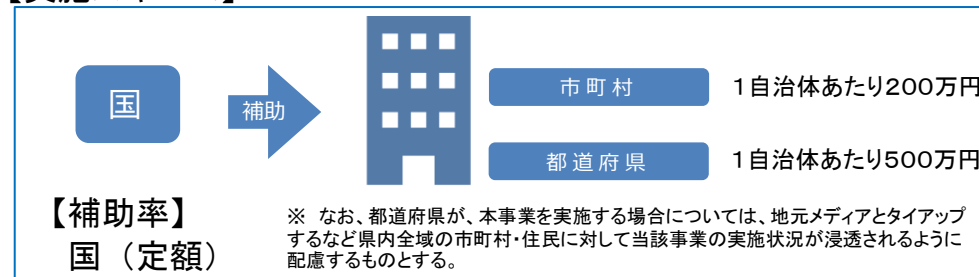 国
補助
市町村
1自治体あたり200万円
都道府県
1自治体あたり500万円
【補助率】
国（定額）
※ なお、都道府県が、本事業を実施する場合については、地元メディアとタイアップ
するなど県内全域の市町村・住民に対して当該事業の実施状況が浸透されるように
配慮するものとする。